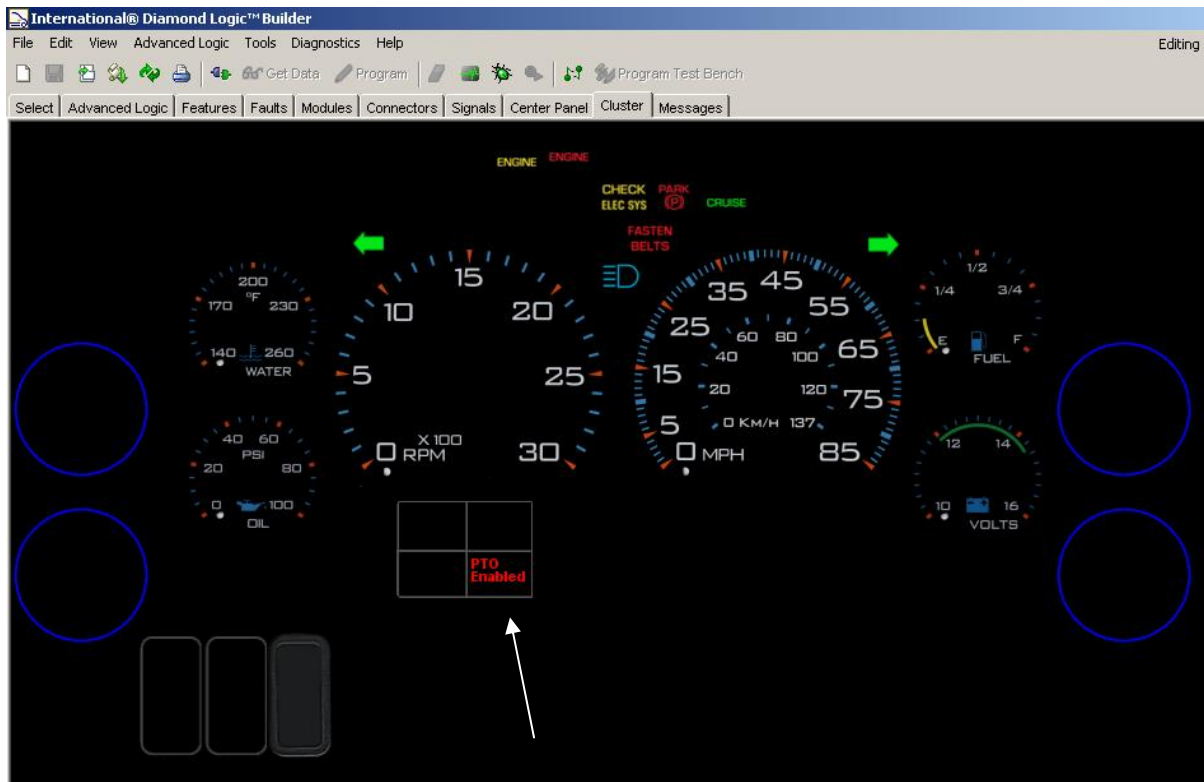 International® Diamond Logic™ Builder
File Edit View Advanced Logic Tools Diagnostics Help Editing
Get Data Program Program Test Bench
Select Advanced Logic Features Faults Modules Connectors Signals Center Panel Cluster Messages
ENGINE ENGINE
CHECK
ELEC SYS
PARK
(P)
CRUISE
FASTEN
BELTS
200
°F
170 230
140 260
WATER
40 60
PSI
20 80
0 100
OIL
15
10 20
5 25
X 100
0 RPM 30
35 45
25 55
15 65
5 75
0 MPH 85
60 80
40 100
20 120
0 KM/H 137
1/2
1/4 3/4
E F
FUEL
12 14
10 16
VOLTS
PTO
Enabled